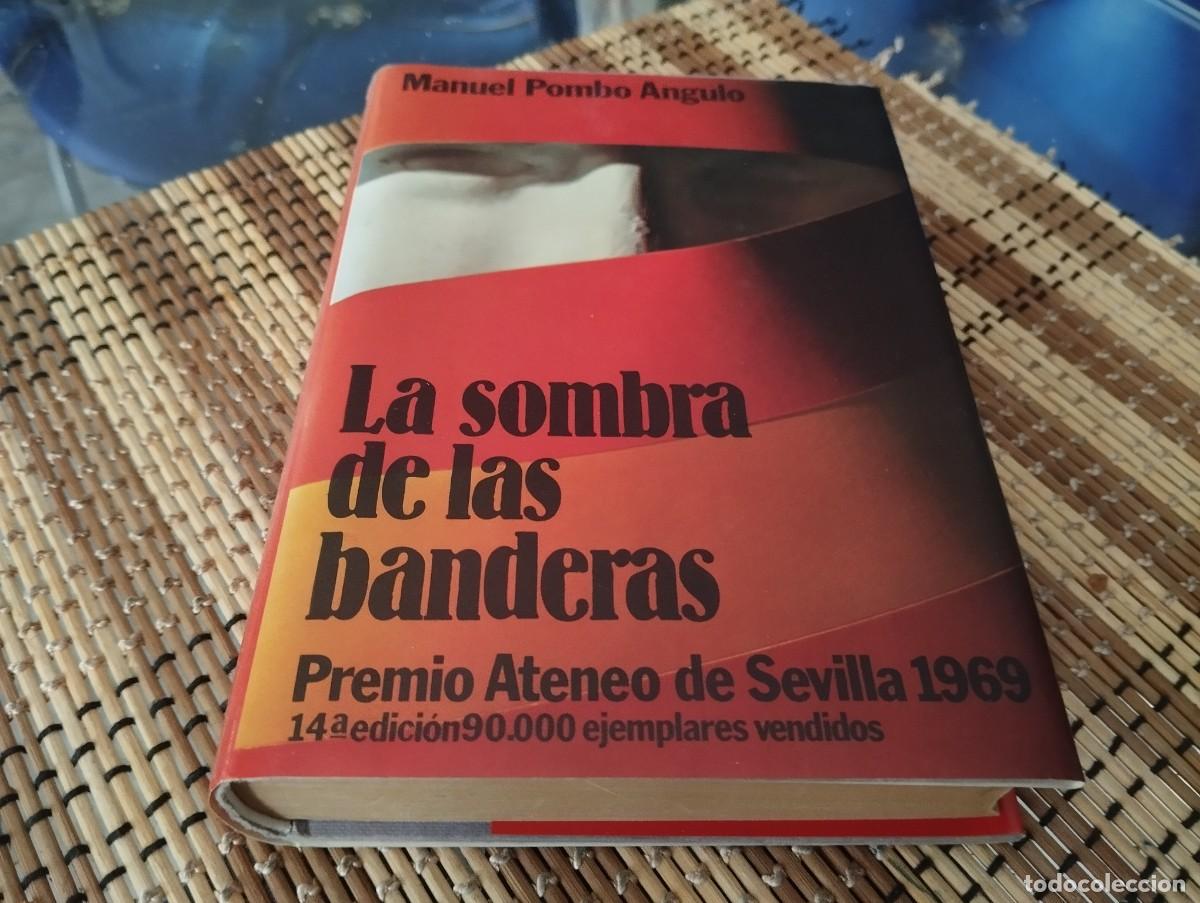 Manuel Pombo Angulo
La sombra
de las
banderas
Premio Ateneo de Sevilla 1969
14ª edición 90.000 ejemplares vendidos
todocoleccion